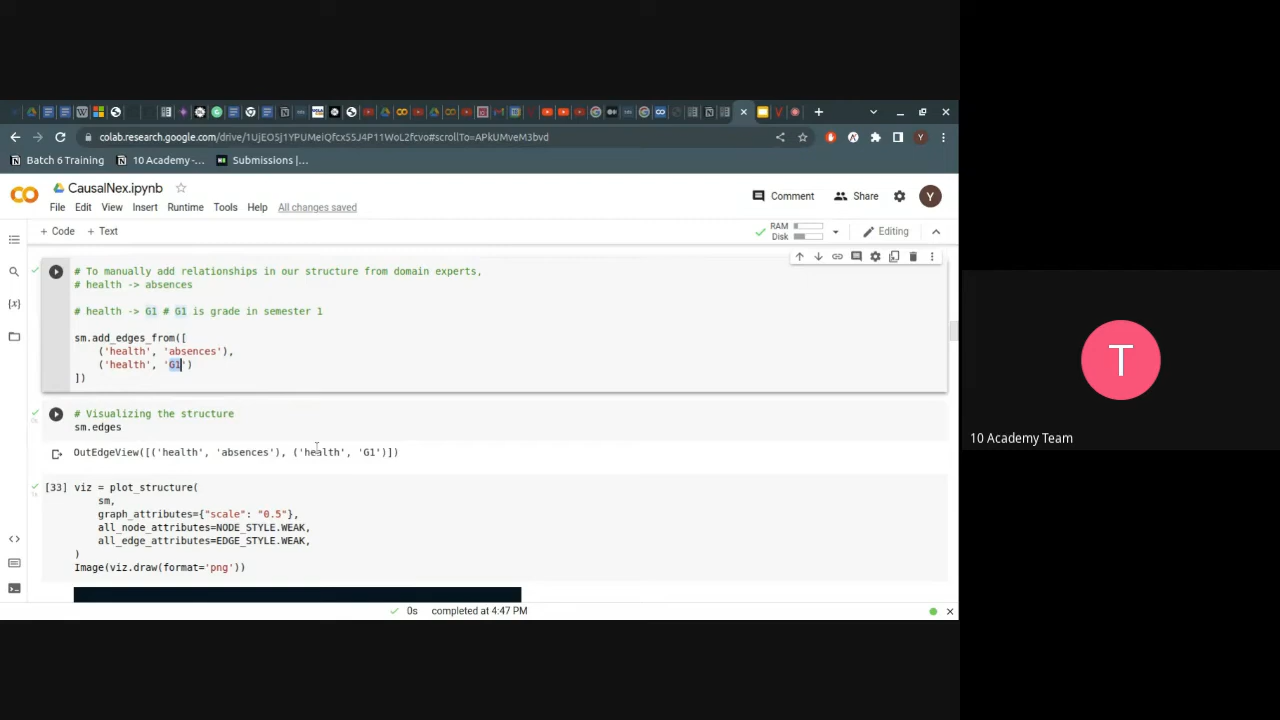 colab.research.google.com/drive/1UjEO5j1YPUMeiQfcx55J4P11WoL2fcvo#scrollTo=APkUMveM3bvd
Y
Batch 6 Training
10 Academy -...
Submissions |...
CausalNex.ipynb
Comment
Share
Y
File Edit View Insert Runtime Tools Help All changes saved
+ Code + Text
RAM
Disk
Editing
# To manually add relationships in our structure from domain experts,
# health -> absences
# health -> G1 # G1 is grade in semester 1
sm.add_edges_from([
('health', 'absences'),
('health', 'G1')
])
# Visualizing the structure
sm.edges
OutEdgeView([('health', 'absences'), ('health', 'G1')])
[33] viz = plot_structure(
sm,
graph_attributes={"scale": "0.5"},
all_node_attributes=NODE_STYLE.WEAK,
all_edge_attributes=EDGE_STYLE.WEAK,
)
Image(viz.draw(format='png'))
0s completed at 4:47 PM
T
10 Academy Team